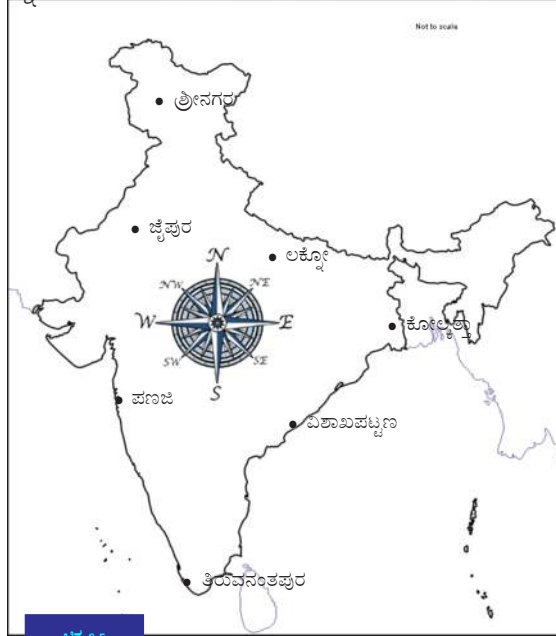 Not to scale
ಶ್ರೀನಗರ
ಜೈಪುರ
ಲಕ್ನೋ
N
NW NE
W E
ಕೋಲ್ಕತ್ತಾ
SW SE
S
ಪಣಜಿ
ವಿಶಾಖಪಟ್ಟಣ
ತಿರುವನಂತಪುರ